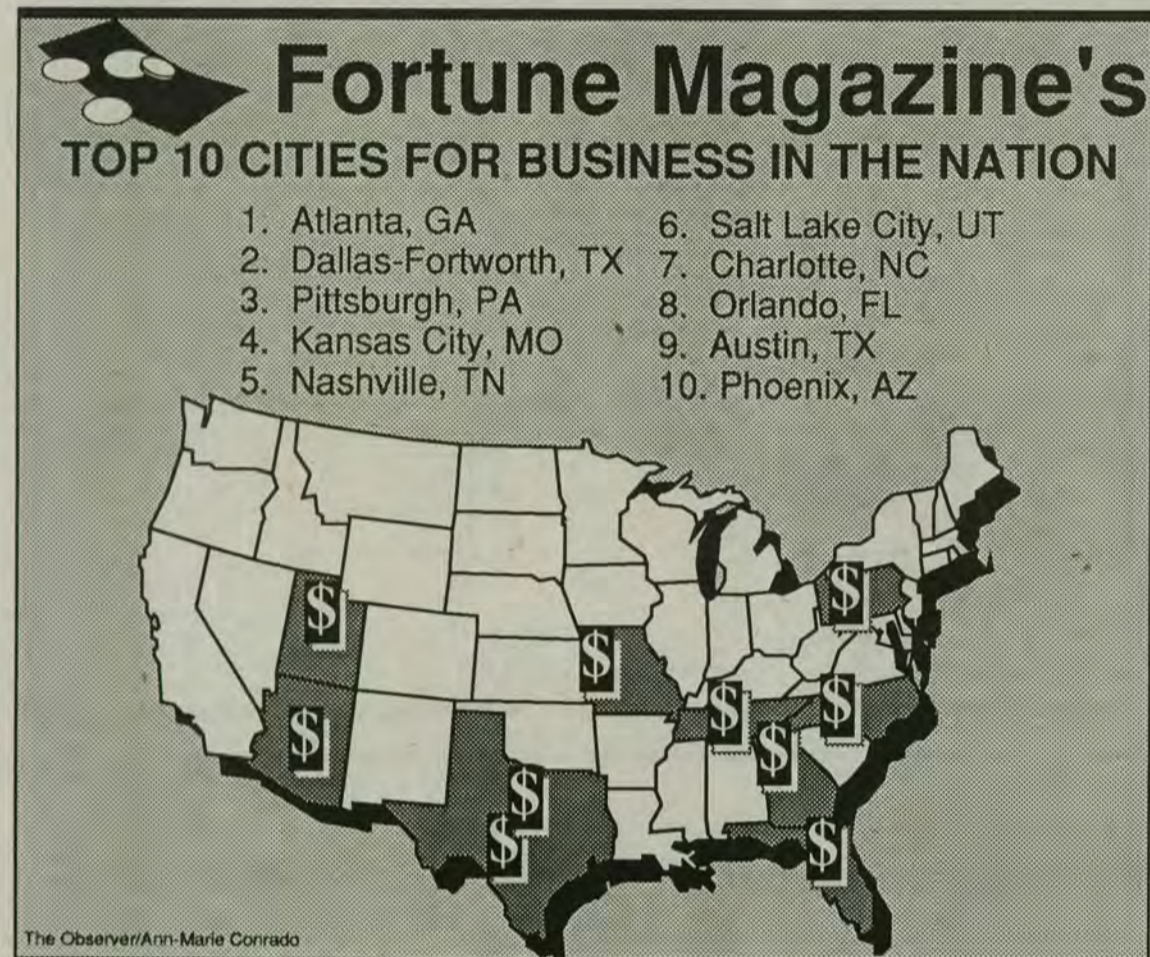 Fortune Magazine's
TOP 10 CITIES FOR BUSINESS IN THE NATION
1. Atlanta, GA
2. Dallas-Fortworth, TX
3. Pittsburgh, PA
4. Kansas City, MO
5. Nashville, TN
6. Salt Lake City, UT
7. Charlotte, NC
8. Orlando, FL
9. Austin, TX
10. Phoenix, AZ
$
$
$
$
$
$
$
$
$
$
The Observer/Ann-Marie Conrado